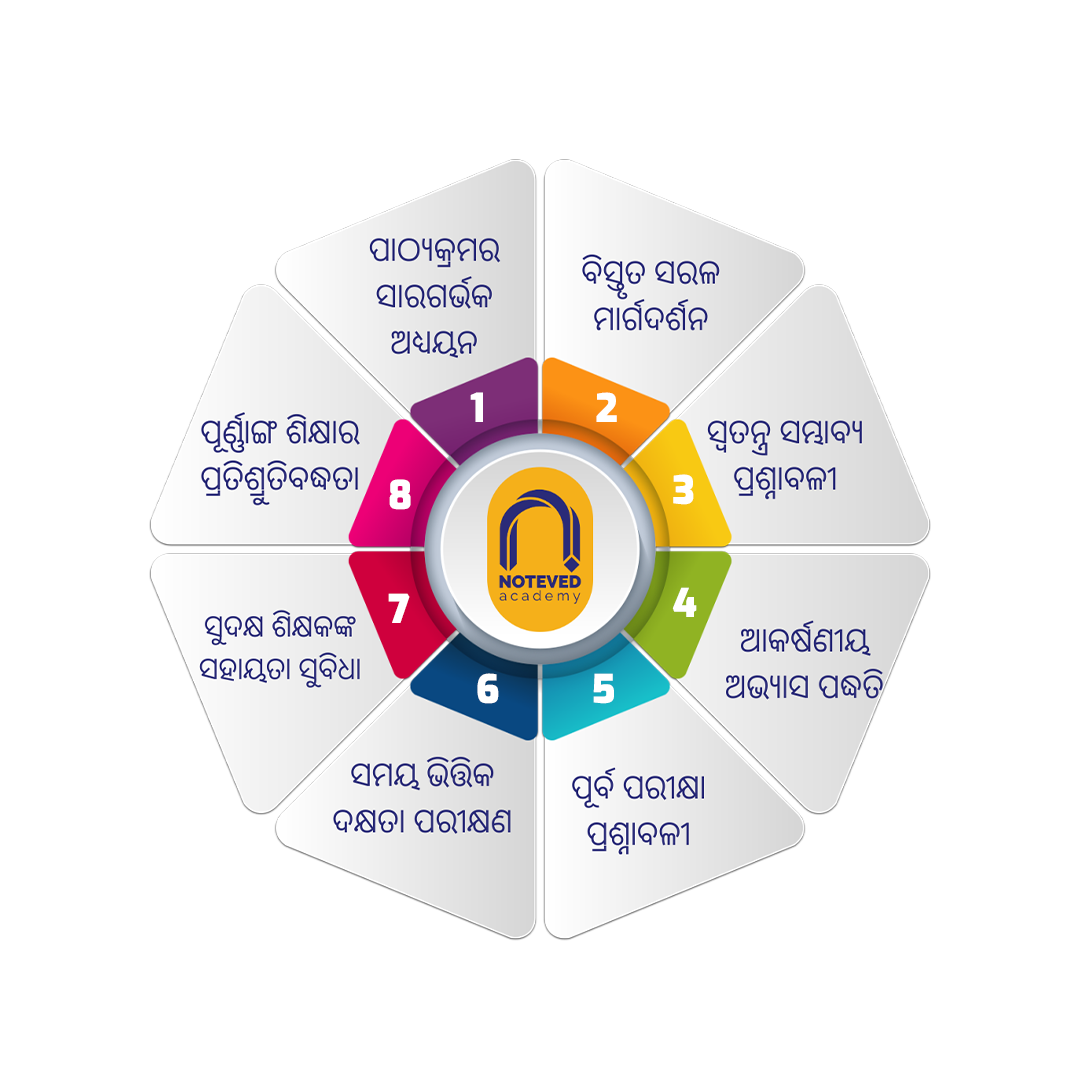 ପାଠ୍ୟକ୍ରମର
ସାରଗର୍ଭକ
ଅଧ୍ୟୟନ
1
ବିସ୍ତୃତ ସରଳ
ମାର୍ଗଦର୍ଶନ
2
ସ୍ୱତନ୍ତ୍ର ସମ୍ଭାବ୍ୟ
ପ୍ରଶ୍ନାବଳୀ
3
ଆକର୍ଷଣୀୟ
ଅଭ୍ୟାସ ପଦ୍ଧତି
4
ପୂର୍ବ ପରୀକ୍ଷା
ପ୍ରଶ୍ନାବଳୀ
5
ସମୟ ଭିତ୍ତିକ
ଦକ୍ଷତା ପରୀକ୍ଷଣ
6
ସୁଦକ୍ଷ ଶିକ୍ଷକଙ୍କ
ସହାୟତା ସୁବିଧା
7
ପୂର୍ଣ୍ଣାଙ୍ଗ ଶିକ୍ଷାର
ପ୍ରତିଶ୍ରୁତିବଦ୍ଧତା
8
NOTEVED
academy